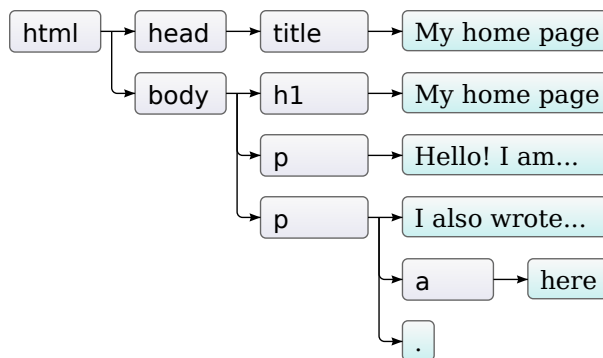 html head title My home page
body h1 My home page
p Hello! I am...
p I also wrote...
a here
.